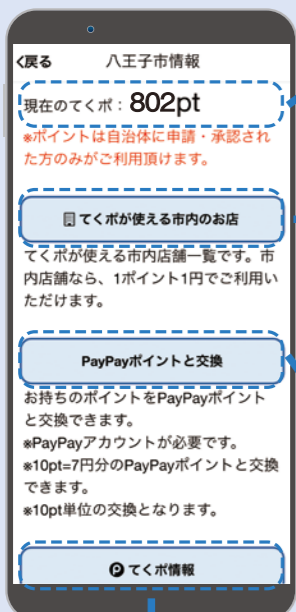 <戻る 八王子市情報
現在のてくポ：802pt
※ポイントは自治体に申請・承認され
た方のみがご利用頂けます。
てくポが使える市内のお店
てくポが使える市内店舗一覧です。市
内店舗なら、1ポイント1円でご利用い
ただけます。
PayPayポイントと交換
お持ちのポイントをPayPayポイント
と交換できます。
※PayPayアカウントが必要です。
※10pt=7円分のPayPayポイントと交換
できます。
※10pt単位の交換となります。
てくポ情報